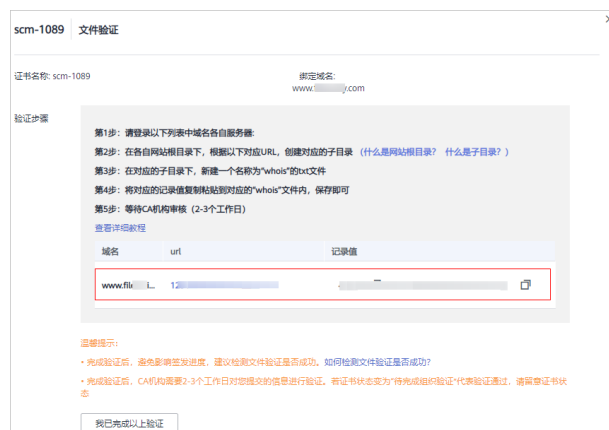 scm-1089 文件验证
证书名称: scm-1089
绑定域名:
www. y.com
验证步骤
第1步：请登录以下列表中域名各自服务器:
第2步：在各自网站根目录下，根据以下对应URL，创建对应的子目录（什么是网站根目录？ 什么是子目录？）
第3步：在对应的子目录下，新建一个名称为"whois"的txt文件
第4步：将对应的记录值复制粘贴到对应的"whois"文件内，保存即可
第5步：等待CA机构审核（2-3个工作日）
查看详细教程
域名 url 记录值
www.fil i... 12
温馨提示：
• 完成验证后，避免影响签发进度，建议检测文件验证是否成功。如何检测文件验证是否成功?
• 完成验证后，CA机构需要2-3个工作日对您提交的信息进行验证。若证书状态变为"待完成组织验证"代表验证通过，请留意证书状
态
我已完成以上验证